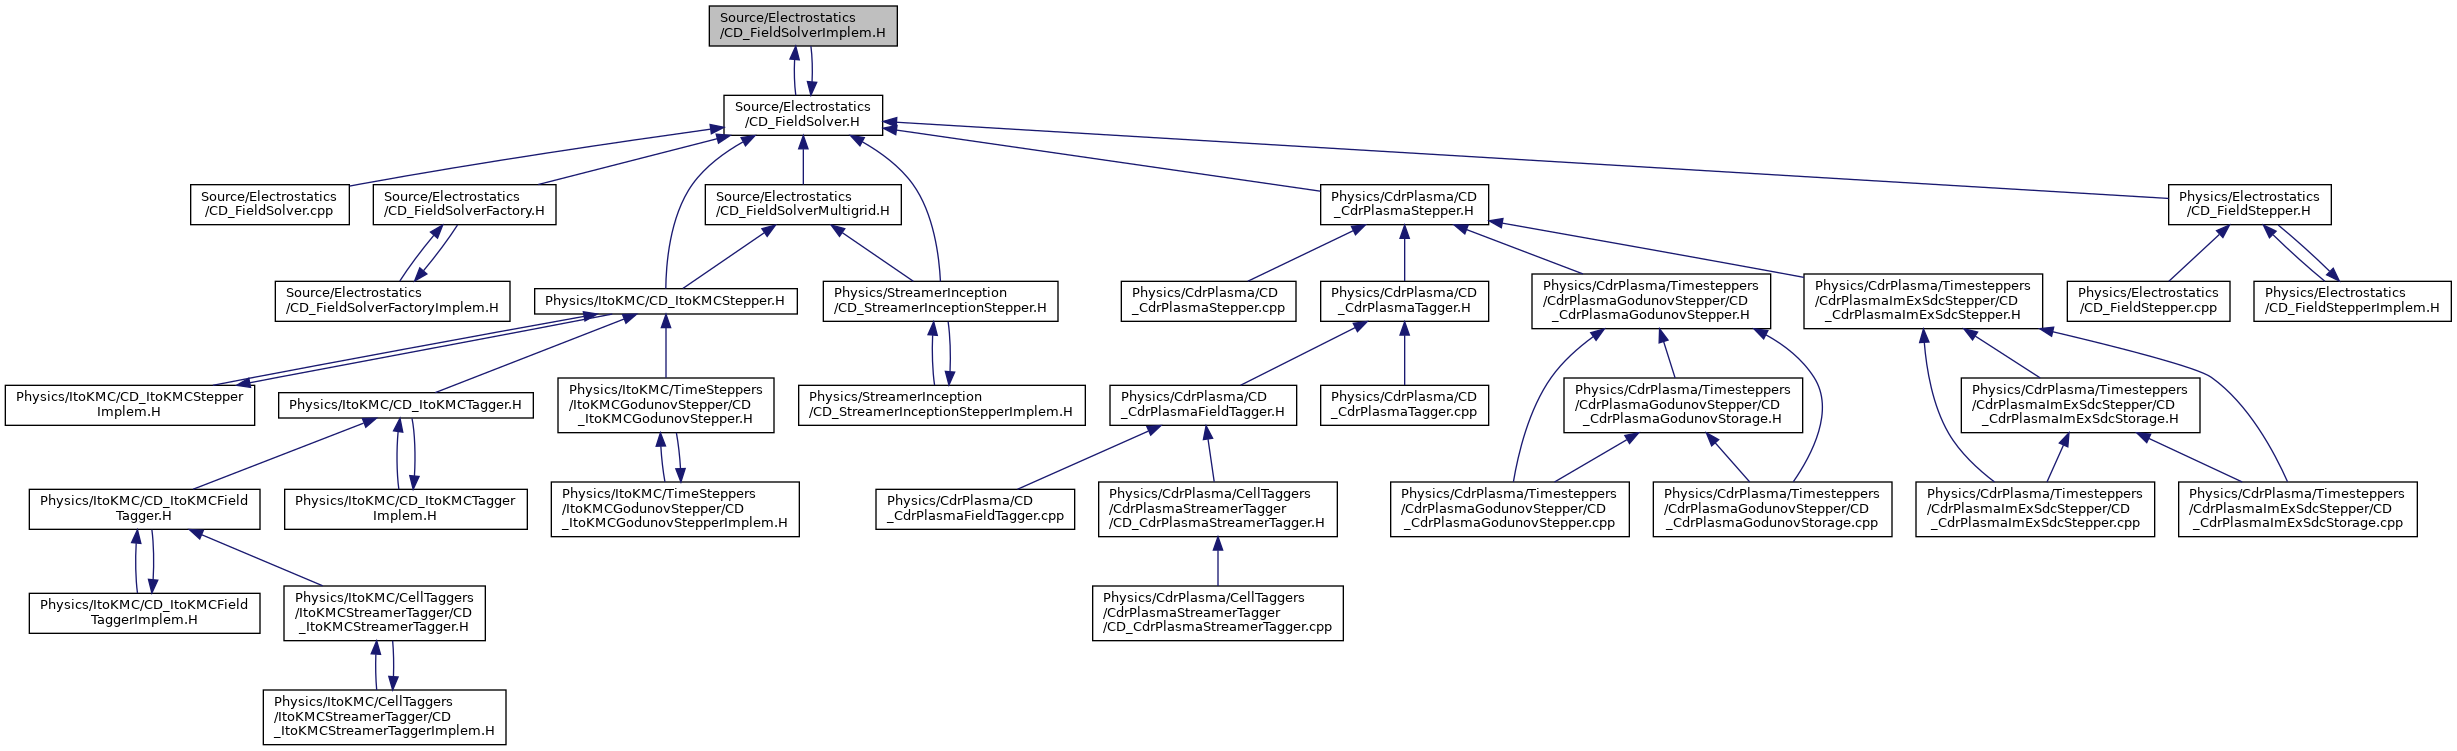 Source/Electrostatics
/CD_FieldSolverImplem.H
Source/Electrostatics
/CD_FieldSolver.H
Source/Electrostatics
/CD_FieldSolver.cpp
Source/Electrostatics
/CD_FieldSolverFactory.H
Source/Electrostatics
/CD_FieldSolverMultigrid.H
Physics/CdrPlasma/CD
_CdrPlasmaStepper.H
Physics/Electrostatics
/CD_FieldStepper.H
Source/Electrostatics
/CD_FieldSolverFactoryImplem.H
Physics/ItoKMC/CD_ItoKMCStepper.H
Physics/StreamerInception
/CD_StreamerInceptionStepper.H
Physics/CdrPlasma/CD
_CdrPlasmaStepper.cpp
Physics/CdrPlasma/CD
_CdrPlasmaTagger.H
Physics/CdrPlasma/Timesteppers
/CdrPlasmaGodunovStepper/CD
_CdrPlasmaGodunovStepper.H
Physics/CdrPlasma/Timesteppers
/CdrPlasmaImExSdcStepper/CD
_CdrPlasmaImExSdcStepper.H
Physics/Electrostatics
/CD_FieldStepper.cpp
Physics/Electrostatics
/CD_FieldStepperImplem.H
Physics/ItoKMC/CD_ItoKMCStepper
Implem.H
Physics/ItoKMC/CD_ItoKMCTagger.H
Physics/ItoKMC/TimeSteppers
/ItoKMCGodunovStepper/CD
_ItoKMCGodunovStepper.H
Physics/StreamerInception
/CD_StreamerInceptionStepperImplem.H
Physics/CdrPlasma/CD
_CdrPlasmaFieldTagger.H
Physics/CdrPlasma/CD
_CdrPlasmaTagger.cpp
Physics/CdrPlasma/Timesteppers
/CdrPlasmaGodunovStepper/CD
_CdrPlasmaGodunovStorage.H
Physics/CdrPlasma/Timesteppers
/CdrPlasmaImExSdcStepper/CD
_CdrPlasmaImExSdcStorage.H
Physics/ItoKMC/CD_ItoKMCField
Tagger.H
Physics/ItoKMC/CD_ItoKMCTagger
Implem.H
Physics/ItoKMC/TimeSteppers
/ItoKMCGodunovStepper/CD
_ItoKMCGodunovStepperImplem.H
Physics/CdrPlasma/CD
_CdrPlasmaFieldTagger.cpp
Physics/CdrPlasma/CellTaggers
/CdrPlasmaStreamerTagger
/CD_CdrPlasmaStreamerTagger.H
Physics/CdrPlasma/Timesteppers
/CdrPlasmaGodunovStepper/CD
_CdrPlasmaGodunovStepper.cpp
Physics/CdrPlasma/Timesteppers
/CdrPlasmaGodunovStepper/CD
_CdrPlasmaGodunovStorage.cpp
Physics/CdrPlasma/Timesteppers
/CdrPlasmaImExSdcStepper/CD
_CdrPlasmaImExSdcStepper.cpp
Physics/CdrPlasma/Timesteppers
/CdrPlasmaImExSdcStepper/CD
_CdrPlasmaImExSdcStorage.cpp
Physics/ItoKMC/CD_ItoKMCField
TaggerImplem.H
Physics/ItoKMC/CellTaggers
/ItoKMCStreamerTagger/CD
_ItoKMCStreamerTagger.H
Physics/CdrPlasma/CellTaggers
/CdrPlasmaStreamerTagger
/CD_CdrPlasmaStreamerTagger.cpp
Physics/ItoKMC/CellTaggers
/ItoKMCStreamerTagger/CD
_ItoKMCStreamerTaggerImplem.H